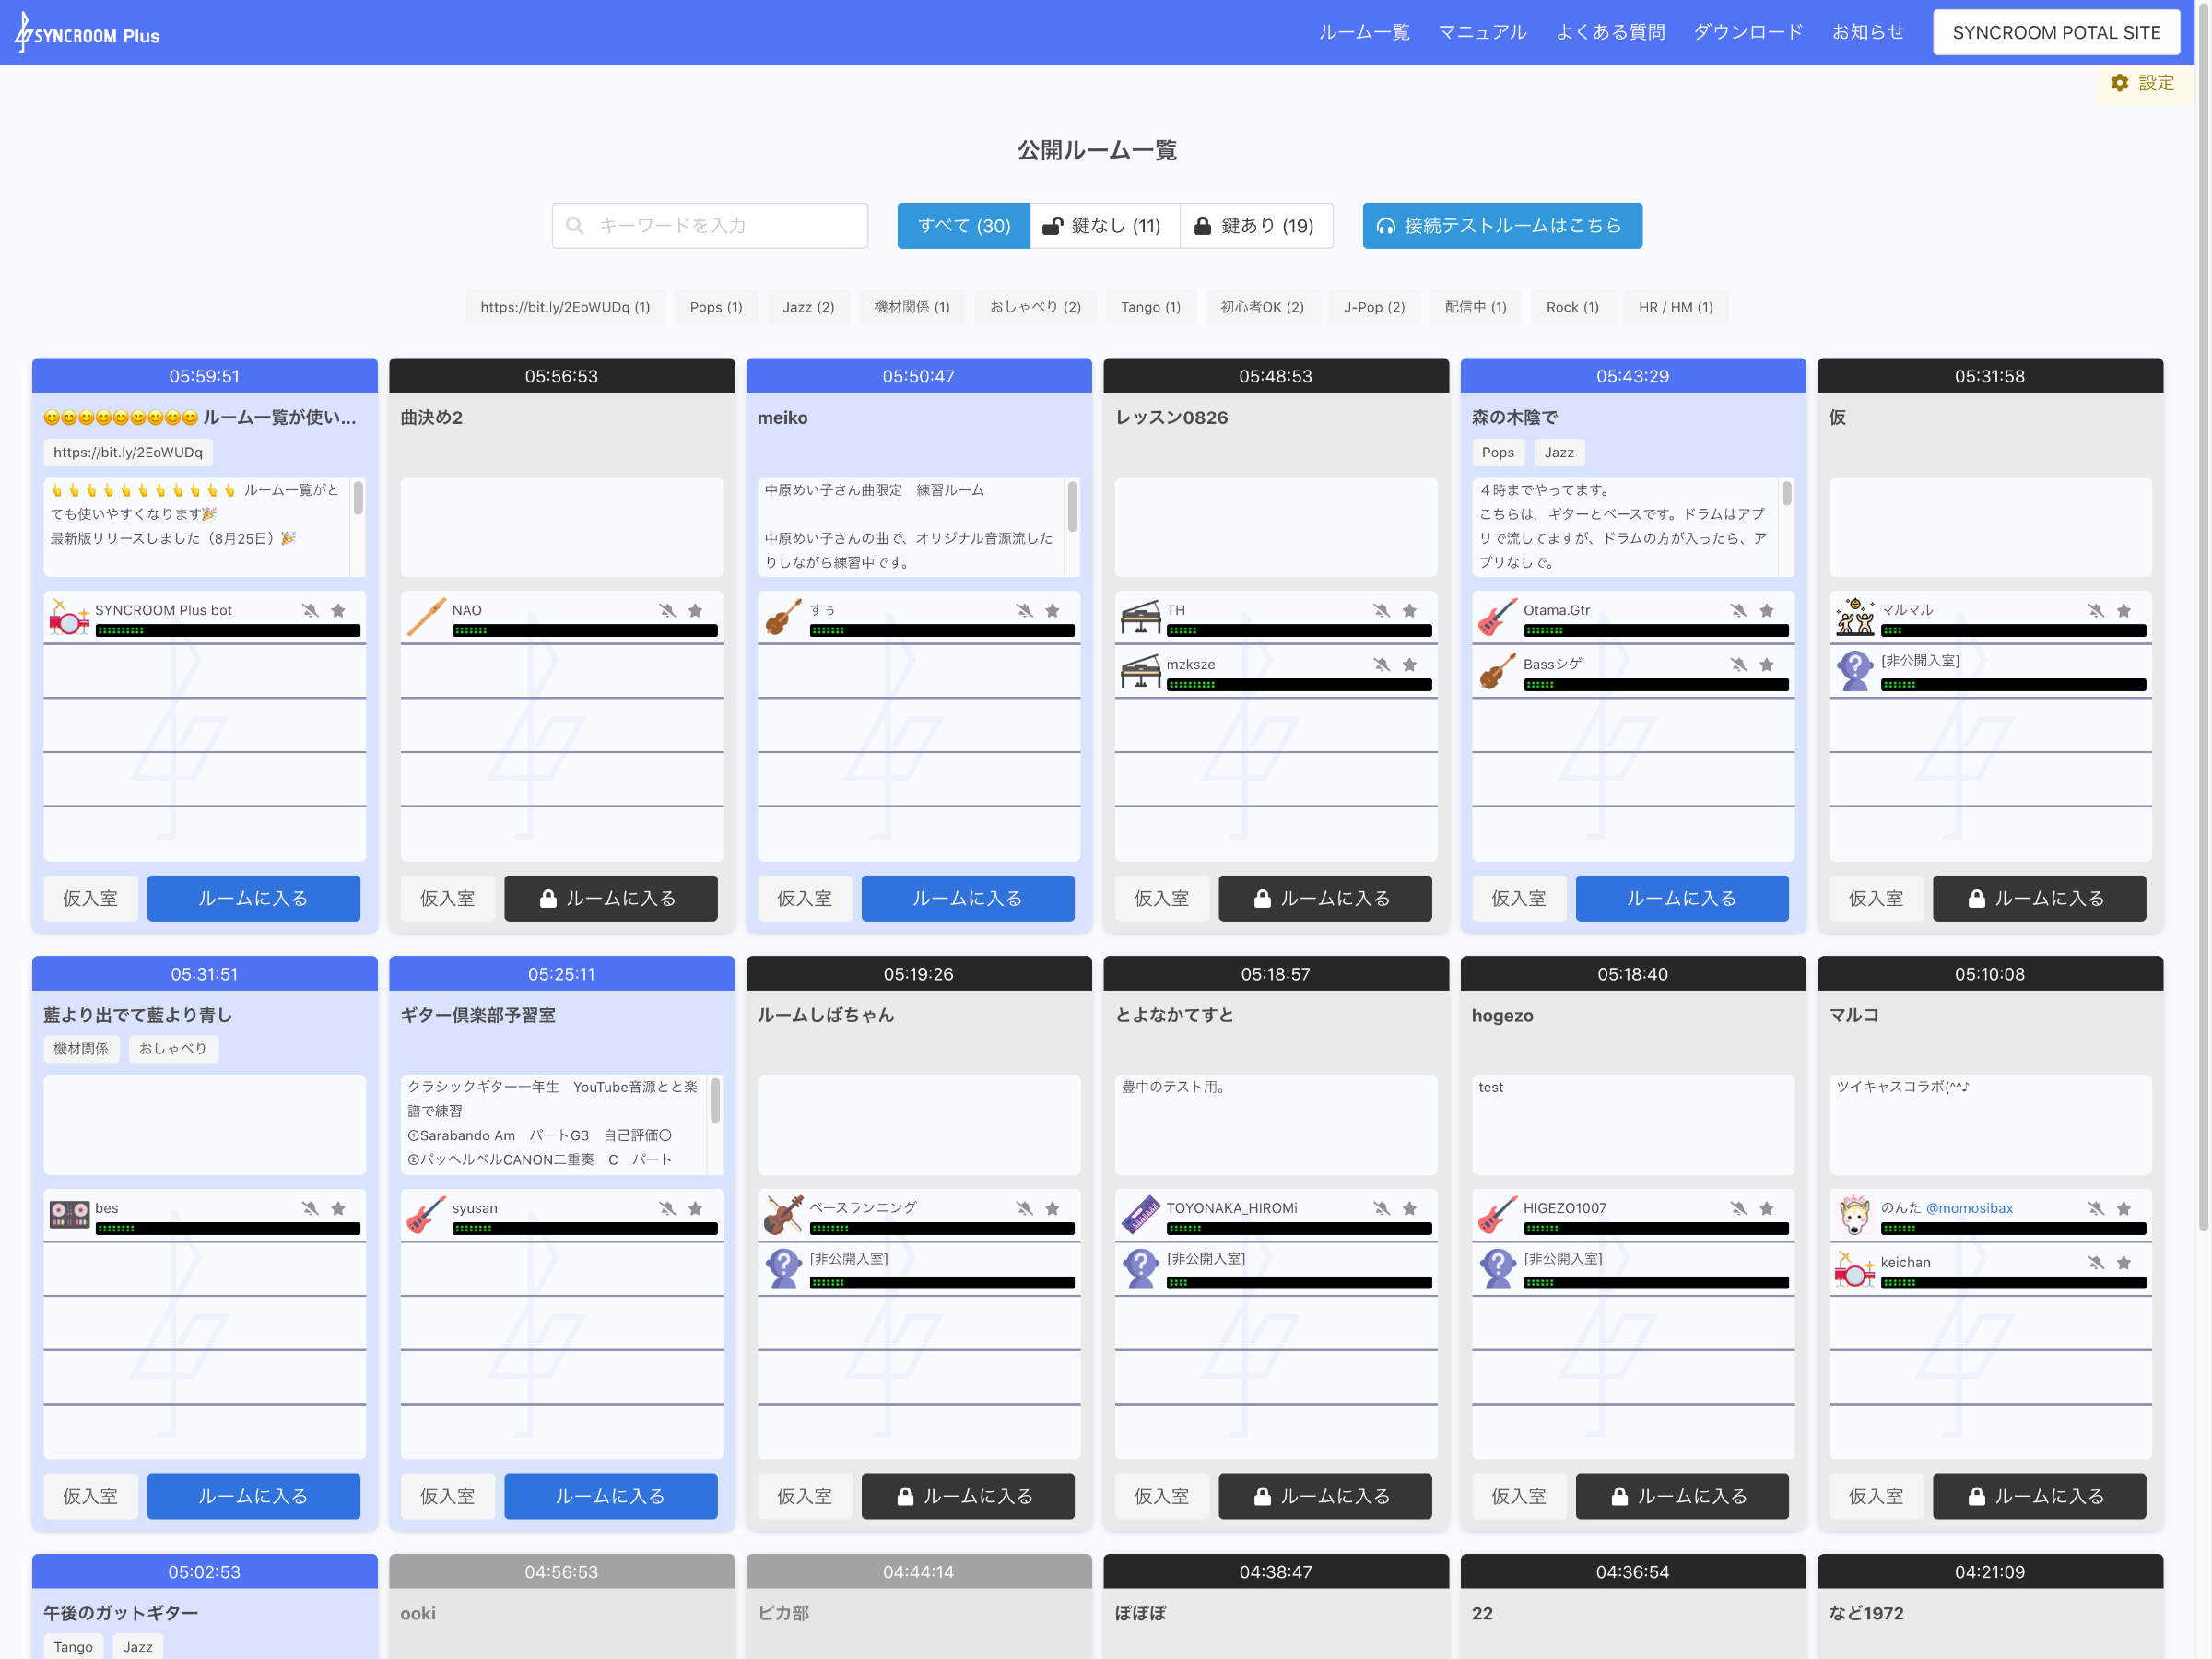 SYNCROOM Plus
ルーム一覧 マニュアル よくある質問 ダウンロード お知らせ SYNCROOM POTAL SITE
設定
公開ルーム一覧
キーワードを入力 すべて (30) 鍵なし (11) 鍵あり (19) 接続テストルームはこちら
https://bit.ly/2EoWUDq (1) Pops (1) Jazz (2) 機材関係 (1) おしゃべり (2) Tango (1) 初心者OK (2) J-Pop (2) 配信中 (1) Rock (1) HR / HM (1)
05:59:51
😊😊😊😊😊😊😊😊😊 ルーム一覧が使い...
https://bit.ly/2EoWUDq
👆👆👆👆👆👆👆👆👆👆👆 ルーム一覧がと
ても使いやすくなります🎉
最新版リリースしました（8月25日）🎉
SYNCROOM Plus bot
仮入室 ルームに入る
05:56:53
曲決め2
NAO
仮入室 ルームに入る
05:50:47
meiko
中原めい子さん曲限定　練習ルーム
中原めい子さんの曲で、オリジナル音源流した
りしながら練習中です。
すぅ
仮入室 ルームに入る
05:48:53
レッスン0826
TH
mzksze
仮入室 ルームに入る
05:43:29
森の木陰で
Pops Jazz
４時までやってます。
こちらは，ギターとベースです。ドラムはアプ
リで流してますが、ドラムの方が入ったら、ア
プリなしで。
Otama.Gtr
Bassシゲ
仮入室 ルームに入る
05:31:58
仮
マルマル
[非公開入室]
仮入室 ルームに入る
05:31:51
藍より出でて藍より青し
機材関係 おしゃべり
bes
仮入室 ルームに入る
05:25:11
ギター倶楽部予習室
クラシックギター一年生　YouTube音源とと楽
譜で練習
①Sarabando Am　パートG3　自己評価〇
②パッヘルベルCANON二重奏　C　パート
syusan
仮入室 ルームに入る
05:19:26
ルームしばちゃん
ベースランニング
[非公開入室]
仮入室 ルームに入る
05:18:57
とよなかてすと
豊中のテスト用。
TOYONAKA_HIROMi
[非公開入室]
仮入室 ルームに入る
05:18:40
hogezo
test
HIGEZO1007
[非公開入室]
仮入室 ルームに入る
05:10:08
マルコ
ツイキャスコラボ(^^♪
のんた @momosibax
keichan
仮入室 ルームに入る
05:02:53
午後のガットギター
Tango Jazz
04:56:53
ooki
04:44:14
ピカ部
04:38:47
ぽぽぽ
04:36:54
22
04:21:09
など1972